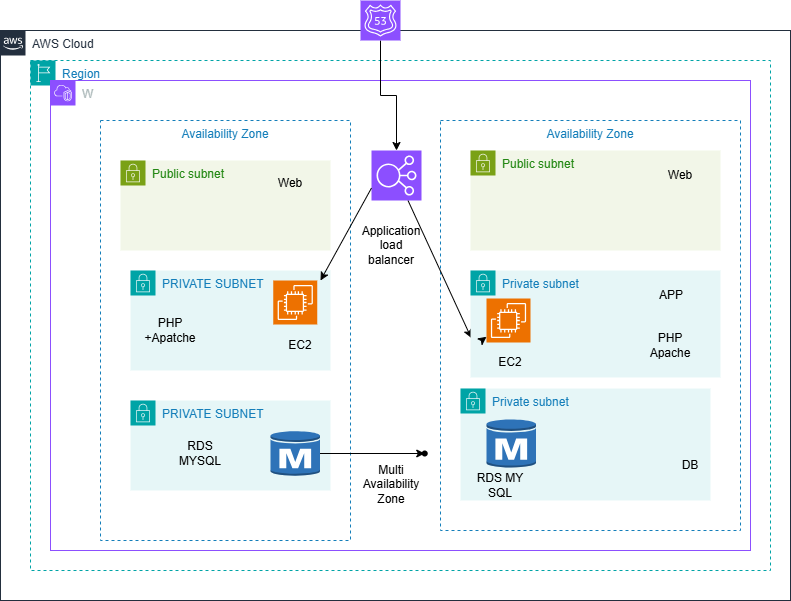 53
aws
AWS Cloud
Region
W
Availability Zone
Public subnet
Web
Application
load
balancer
PRIVATE SUBNET
PHP
+Apatche
EC2
PRIVATE SUBNET
RDS
MYSQL
M
Multi
Availability
Zone
Availability Zone
Public subnet
Web
Private subnet
APP
PHP
Apache
EC2
Private subnet
M
RDS MY
SQL
DB